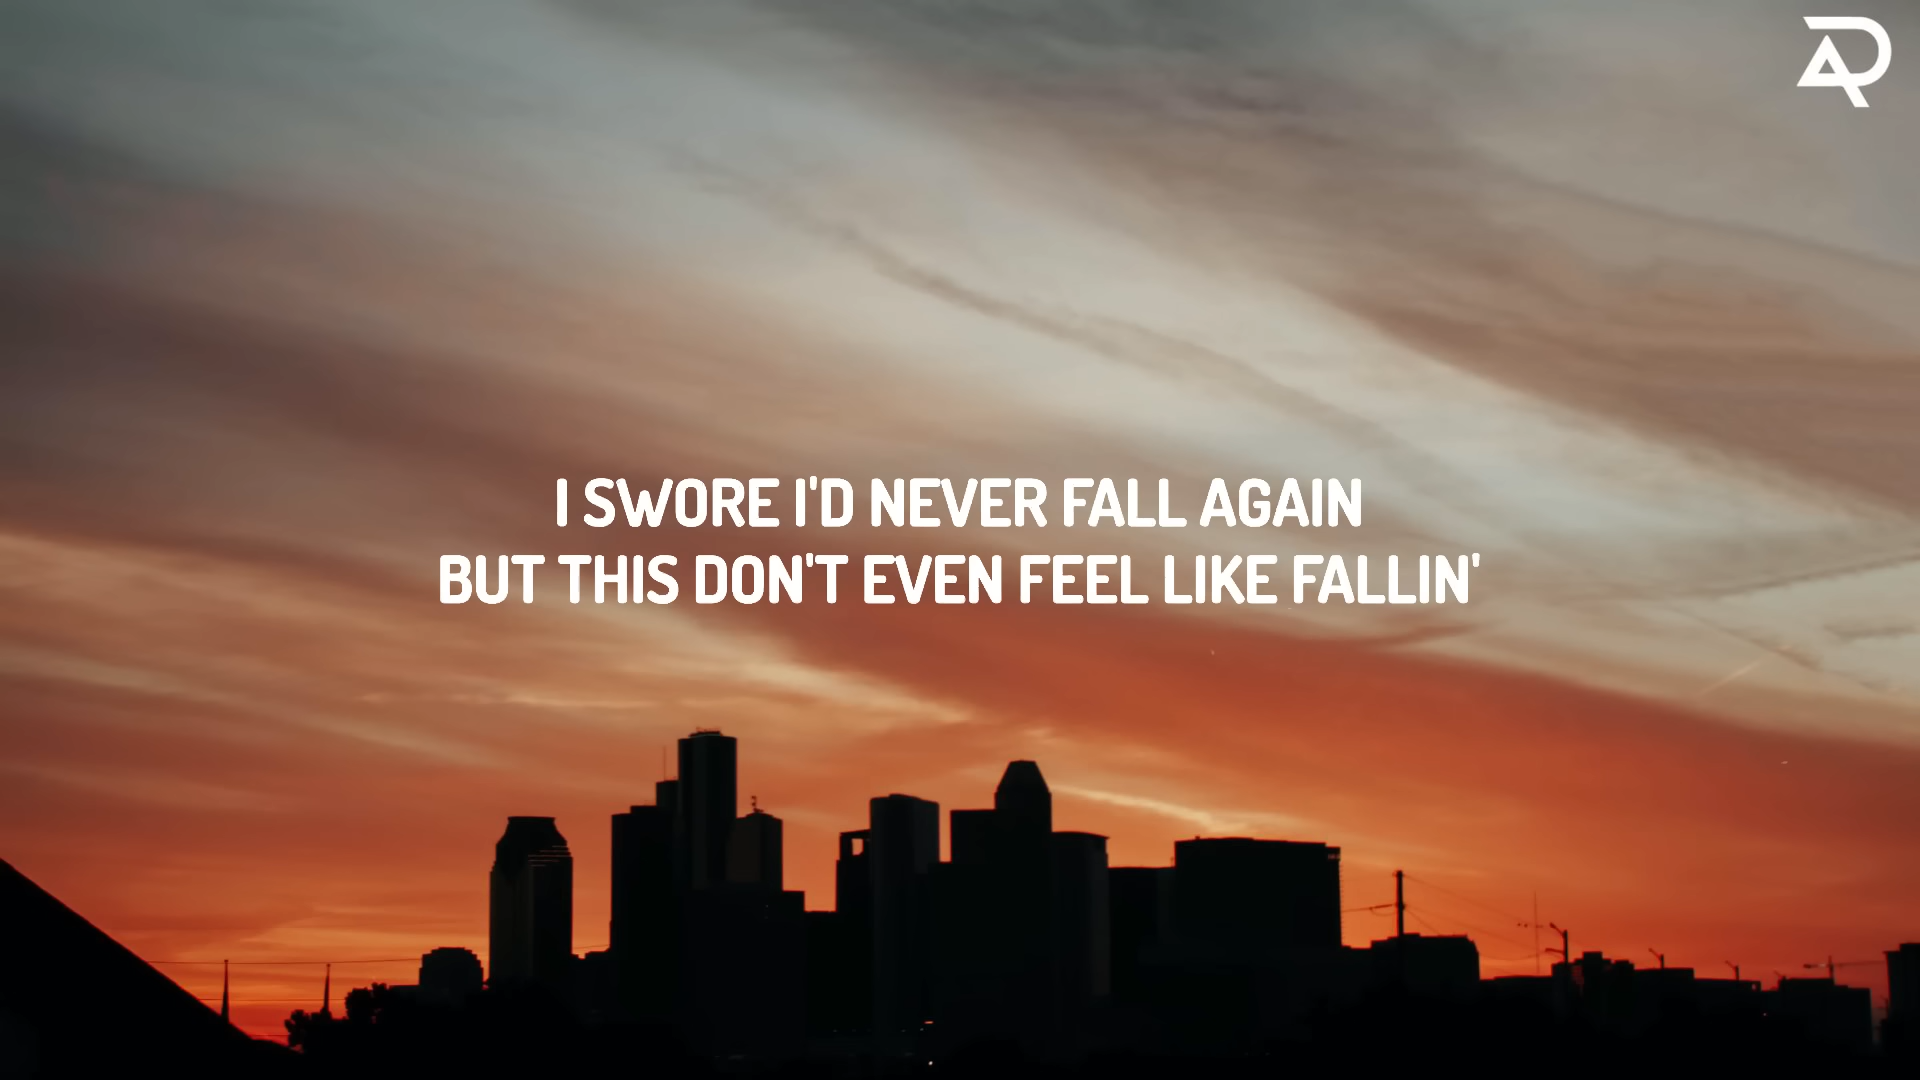 I SWORE I'D NEVER FALL AGAIN
BUT THIS DON'T EVEN FEEL LIKE FALLIN'